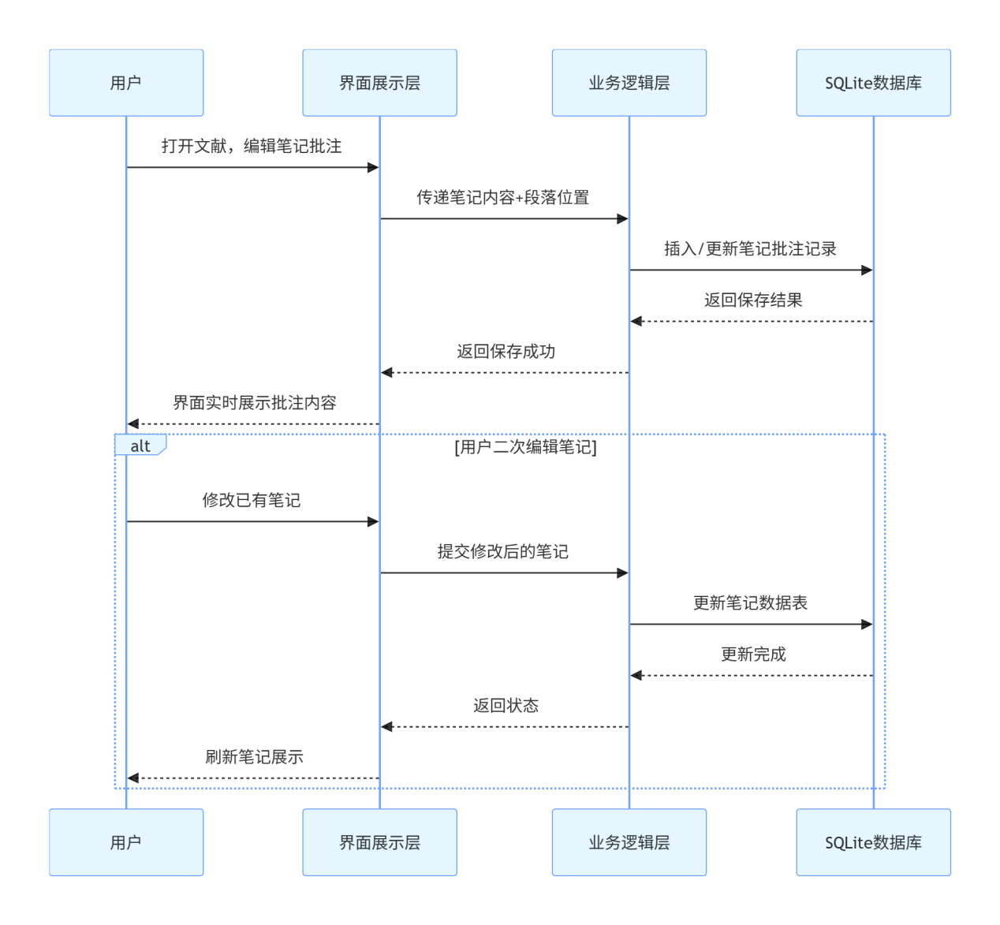 用户
界面展示层
业务逻辑层
SQLite数据库
打开文献，编辑笔记批注
传递笔记内容+段落位置
插入/更新笔记批注记录
返回保存结果
返回保存成功
界面实时展示批注内容
alt
[用户二次编辑笔记]
修改已有笔记
提交修改后的笔记
更新笔记数据表
更新完成
返回状态
刷新笔记展示
用户
界面展示层
业务逻辑层
SQLite数据库